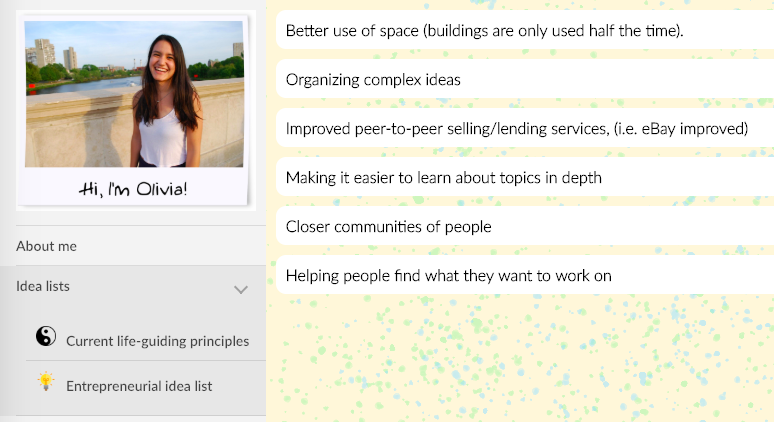 Hi, I'm Olivia!
About me
Idea lists
Current life-guiding principles
Entrepreneurial idea list
Better use of space (buildings are only used half the time).
Organizing complex ideas
Improved peer-to-peer selling/lending services, (i.e. eBay improved)
Making it easier to learn about topics in depth
Closer communities of people
Helping people find what they want to work on